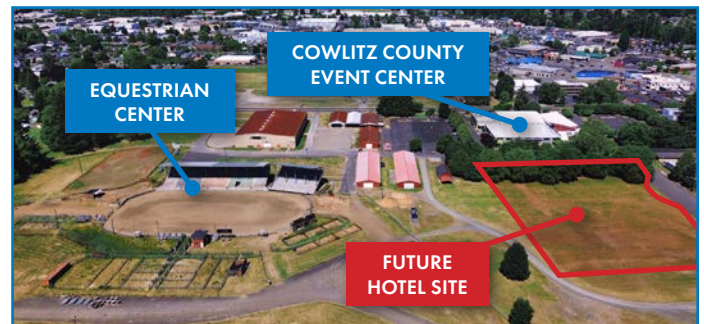 COWLITZ COUNTY
EVENT CENTER
EQUESTRIAN
CENTER
FUTURE
HOTEL SITE